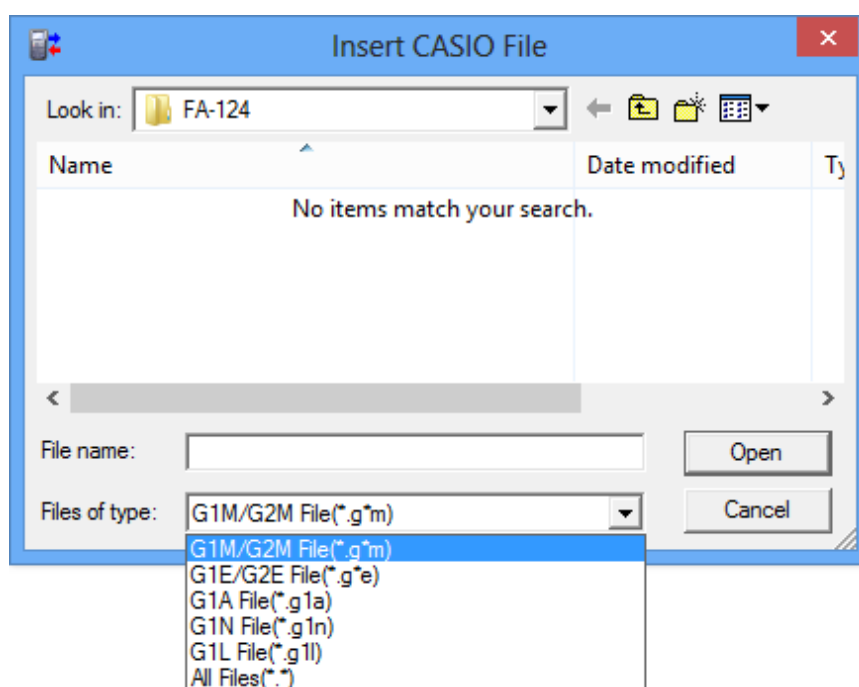 Insert CASIO File
Look in: FA-124
Name Date modified Ty
No items match your search.
File name: Open
Files of type: G1M/G2M File(*.g*m) Cancel
G1M/G2M File(*.g*m)
G1E/G2E File(*.g*e)
G1A File(*.g1a)
G1N File(*.g1n)
G1L File(*.g1l)
All Files(*.*)